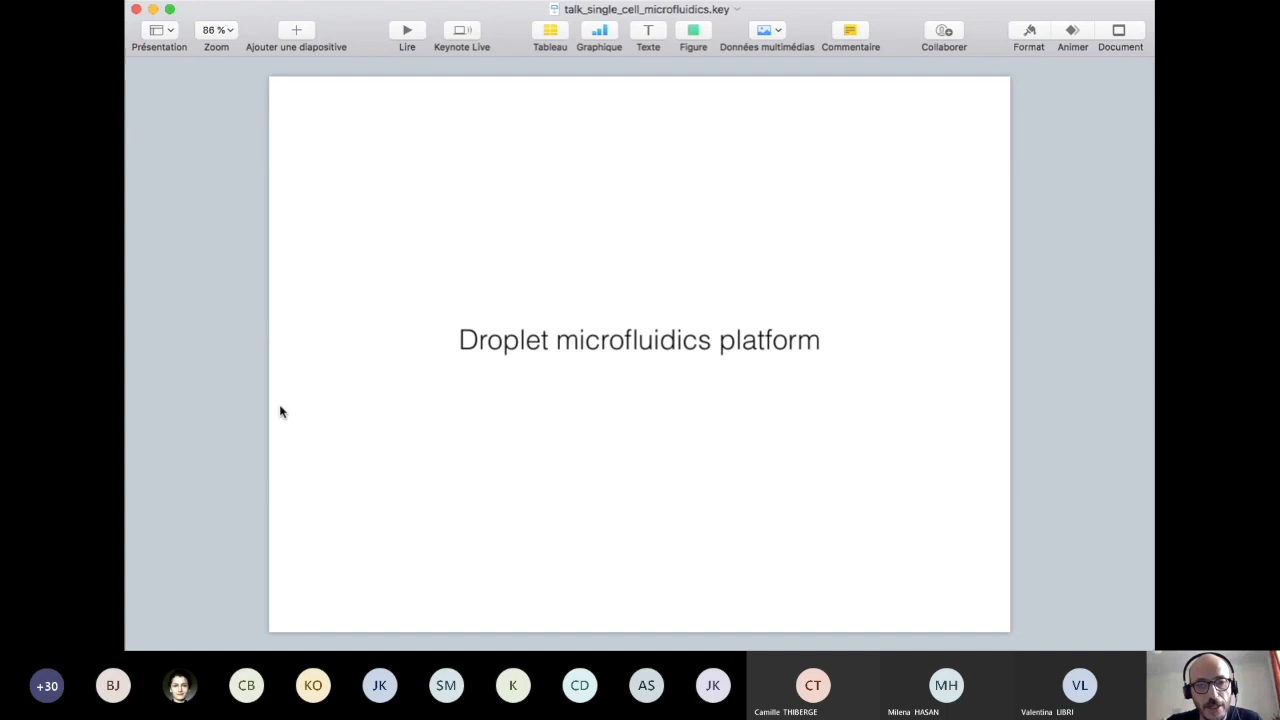 talk_single_cell_microfluidics.key
86 %
Présentation Zoom Ajouter une diapositive Lire Keynote Live Tableau Graphique Texte Figure Données multimédias Commentaire Collaborer Format Animer Document
Droplet microfluidics platform
+30 BJ CB KO JK SM K CD AS JK CT MH VL
Camille THIBERGE Milena HASAN Valentina LIBRI